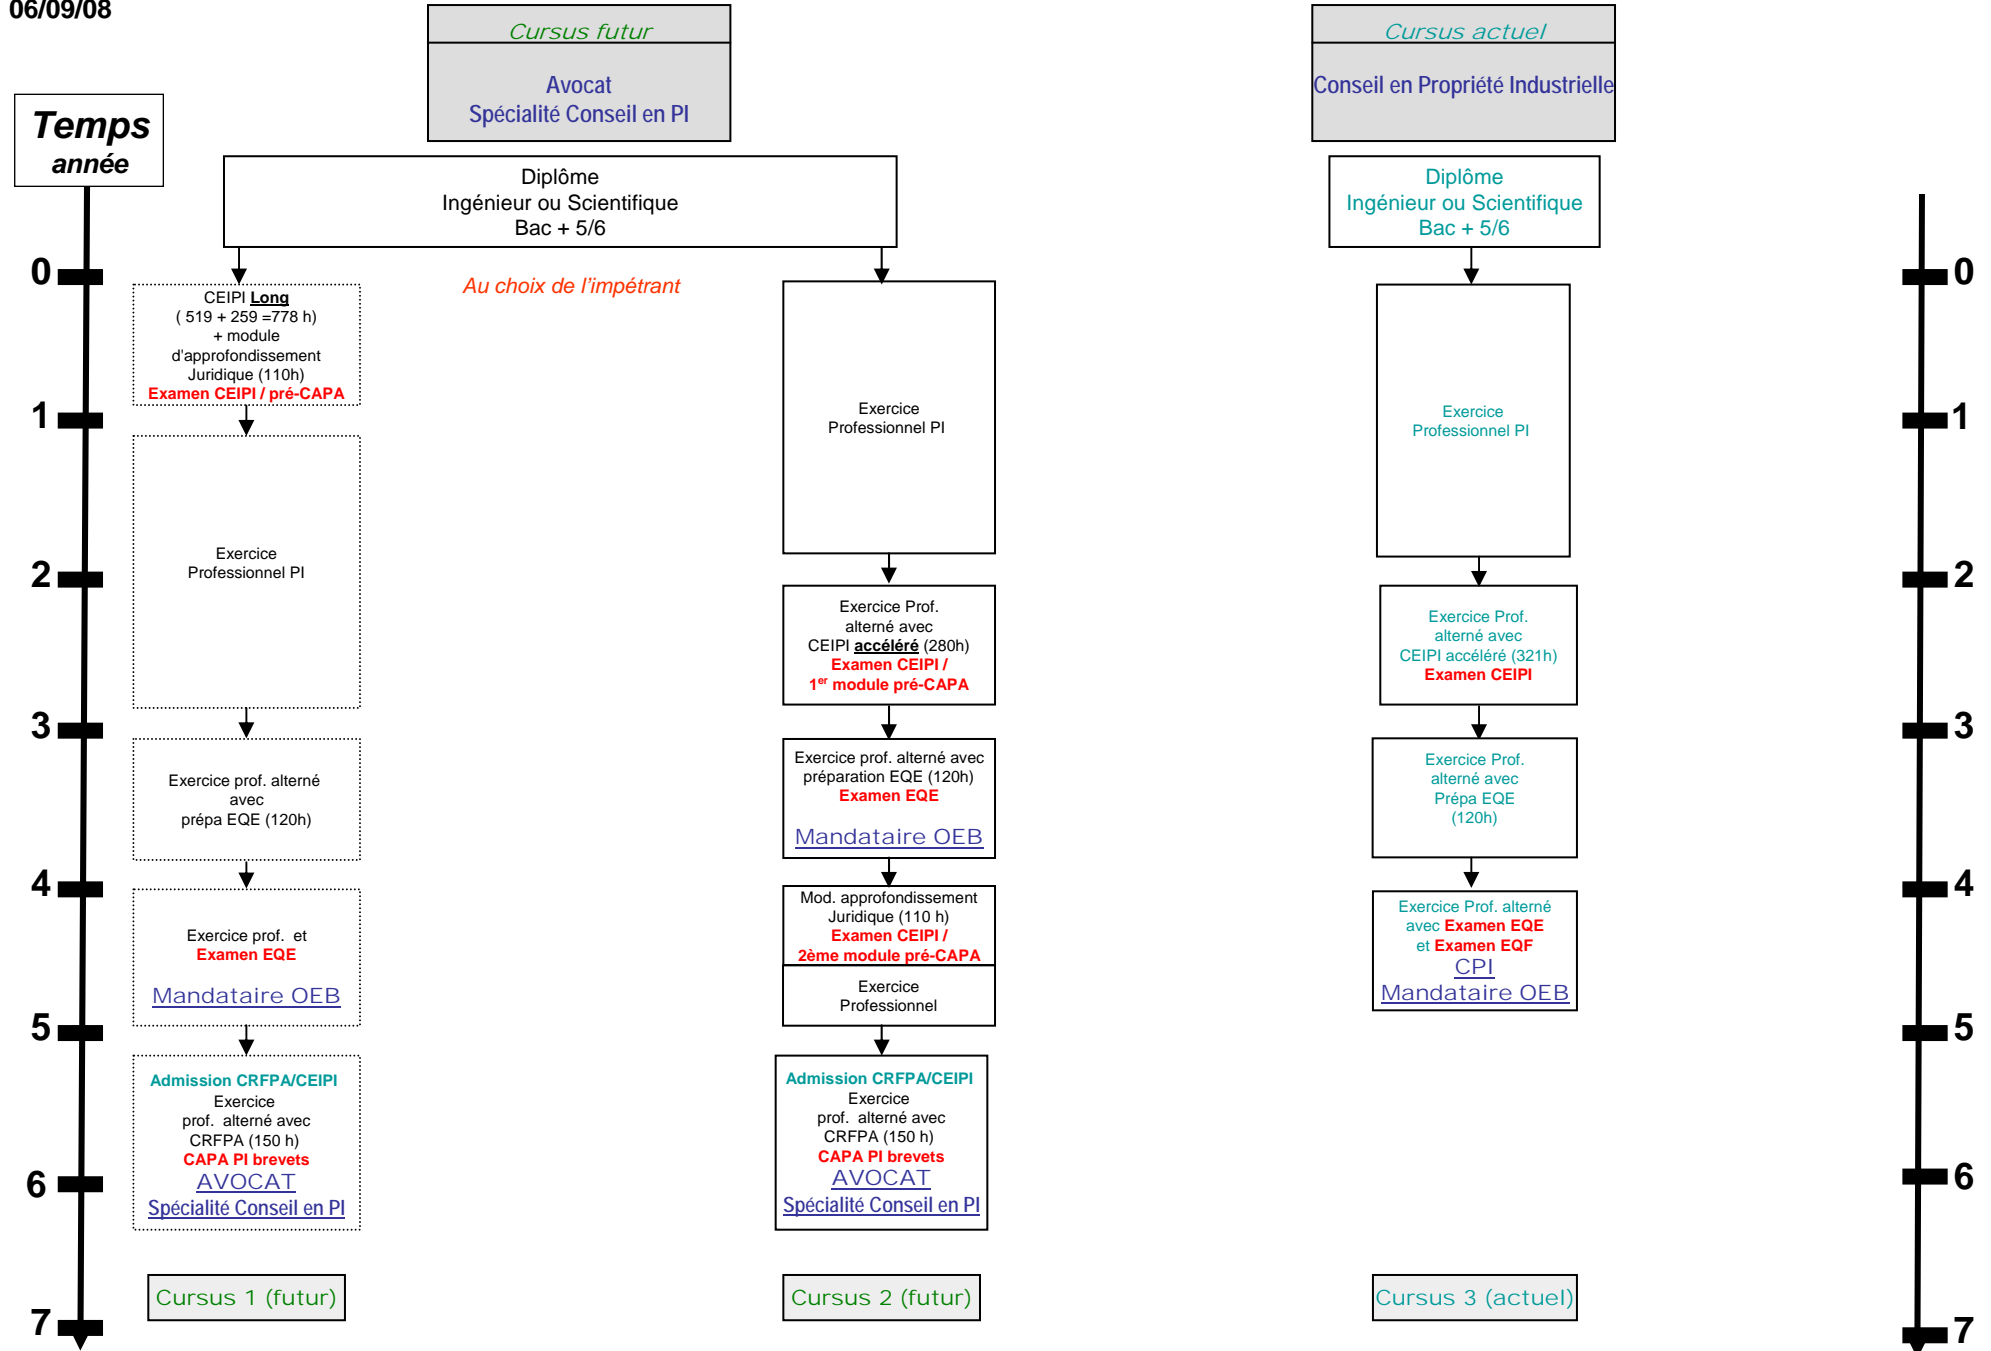 06/09/08
Cursus futur
Avocat
Spécialité Conseil en PI
Cursus actuel
Conseil en Propriété Industrielle
Temps
année
Diplôme
Ingénieur ou Scientifique
Bac + 5/6
Diplôme
Ingénieur ou Scientifique
Bac + 5/6
Au choix de l'impétrant
0
1
2
3
4
5
6
7
CEIPI Long
( 519 + 259 =778 h)
+ module
d'approfondissement
Juridique (110h)
Examen CEIPI / pré-CAPA
Exercice
Professionnel PI
Exercice prof. alterné
avec
prépa EQE (120h)
Exercice prof. et
Examen EQE
Mandataire OEB
Admission CRFPA/CEIPI
Exercice
prof. alterné avec
CRFPA (150 h)
CAPA PI brevets
AVOCAT
Spécialité Conseil en PI
Cursus 1 (futur)
Exercice
Professionnel PI
Exercice Prof.
alterné avec
CEIPI accéléré (280h)
Examen CEIPI /
1er module pré-CAPA
Exercice prof. alterné avec
préparation EQE (120h)
Examen EQE
Mandataire OEB
Mod. approfondissement
Juridique (110 h)
Examen CEIPI /
2ème module pré-CAPA
Exercice
Professionnel
Admission CRFPA/CEIPI
Exercice
prof. alterné avec
CRFPA (150 h)
CAPA PI brevets
AVOCAT
Spécialité Conseil en PI
Cursus 2 (futur)
Exercice
Professionnel PI
Exercice Prof.
alterné avec
CEIPI accéléré (321h)
Examen CEIPI
Exercice Prof.
alterné avec
Prépa EQE
(120h)
Exercice Prof. alterné
avec Examen EQE
et Examen EQF
CPI
Mandataire OEB
Cursus 3 (actuel)
0
1
2
3
4
5
6
7